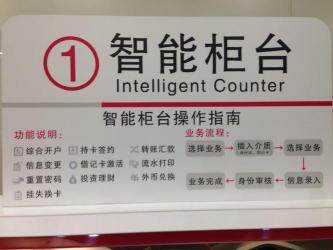 ① 智能柜台
Intelligent Counter
智能柜台操作指南
功能说明：
综合开户 持卡签约 转账汇款
信息变更 借记卡激活 流水打印
重置密码 投资理财 外币兑换
挂失换卡
业务流程：
选择业务 → 插入介质 → 选择业务
业务完成 ← 身份审核 ← 信息录入